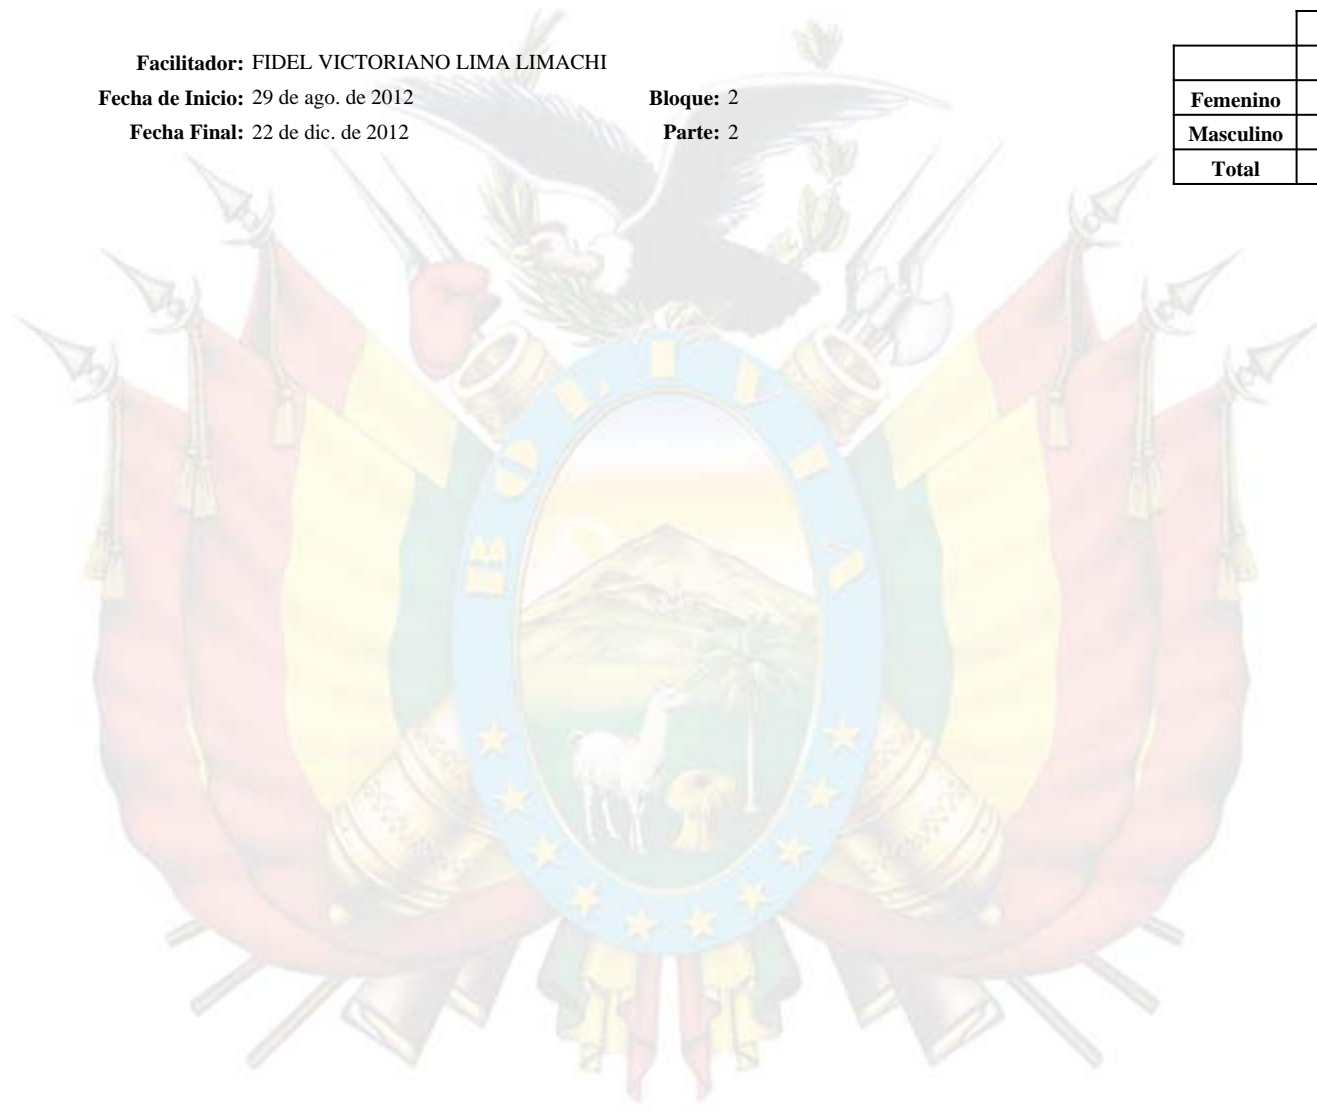 Facilitador: FIDEL VICTORIANO LIMA LIMACHI
Fecha de Inicio: 29 de ago. de 2012 Bloque: 2
Fecha Final: 22 de dic. de 2012 Parte: 2
Femenino
Masculino
Total
BOLIVIA